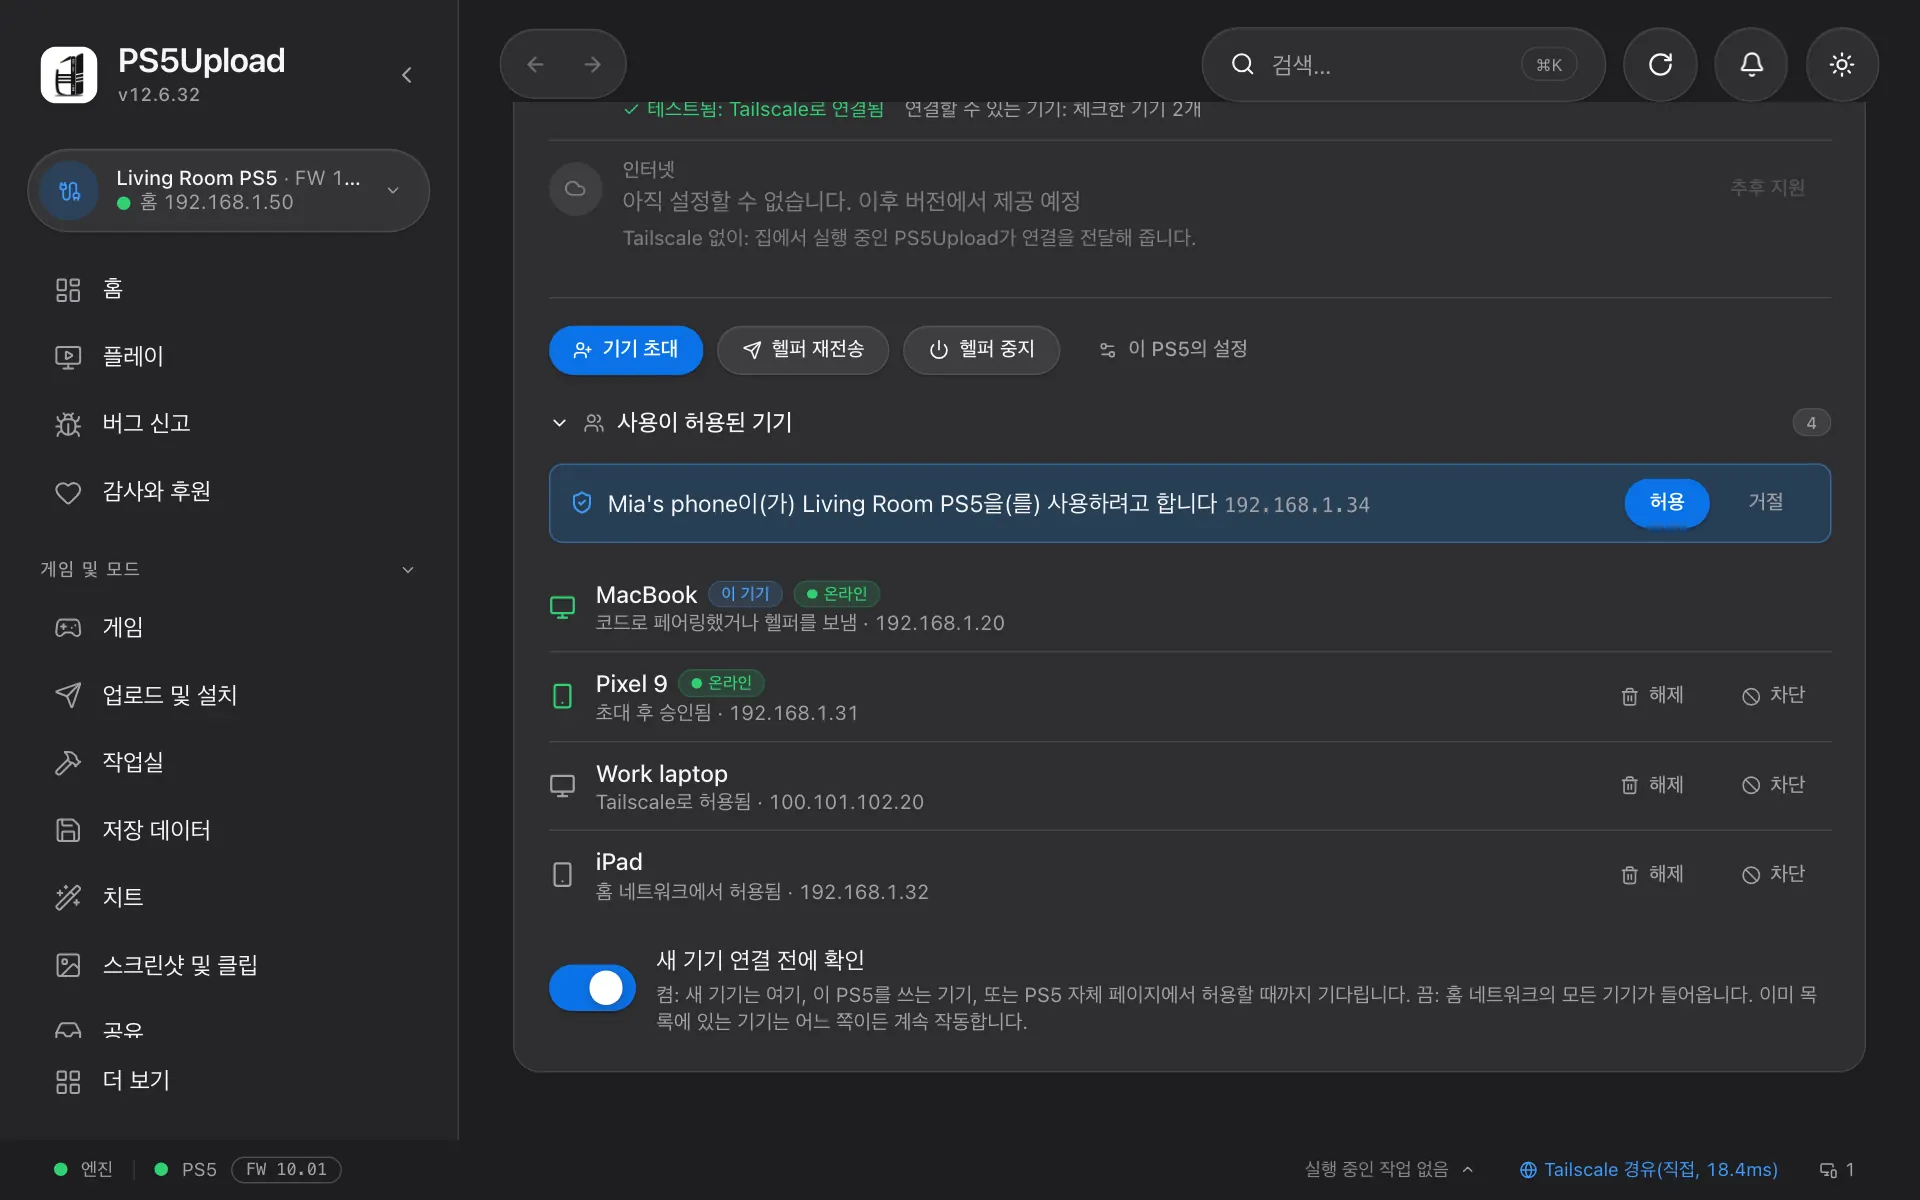 PS5Upload
v12.6.32
Living Room PS5 · FW 1...
홈 192.168.1.50
홈
플레이
버그 신고
감사와 후원
게임 및 모드
게임
업로드 및 설치
작업실
저장 데이터
치트
스크린샷 및 클립
공유
더 보기
검색...
⌘K
테스트됨: Tailscale로 연결됨 연결할 수 있는 기기: 체크한 기기 2개
인터넷
아직 설정할 수 없습니다. 이후 버전에서 제공 예정
추후 지원
Tailscale 없이: 집에서 실행 중인 PS5Upload가 연결을 전달해 줍니다.
기기 초대
헬퍼 재전송
헬퍼 중지
이 PS5의 설정
사용이 허용된 기기
4
Mia's phone이(가) Living Room PS5을(를) 사용하려고 합니다 192.168.1.34
허용
거절
MacBook 이 기기 온라인
코드로 페어링했거나 헬퍼를 보냄 · 192.168.1.20
Pixel 9 온라인
초대 후 승인됨 · 192.168.1.31
해제
차단
Work laptop
Tailscale로 허용됨 · 100.101.102.20
해제
차단
iPad
홈 네트워크에서 허용됨 · 192.168.1.32
해제
차단
새 기기 연결 전에 확인
켬: 새 기기는 여기, 이 PS5를 쓰는 기기, 또는 PS5 자체 페이지에서 허용할 때까지 기다립니다. 끔: 홈 네트워크의 모든 기기가 들어옵니다. 이미 목
록에 있는 기기는 어느 쪽이든 계속 작동합니다.
엔진
PS5
FW 10.01
실행 중인 작업 없음
Tailscale 경유(직접, 18.4ms)
1